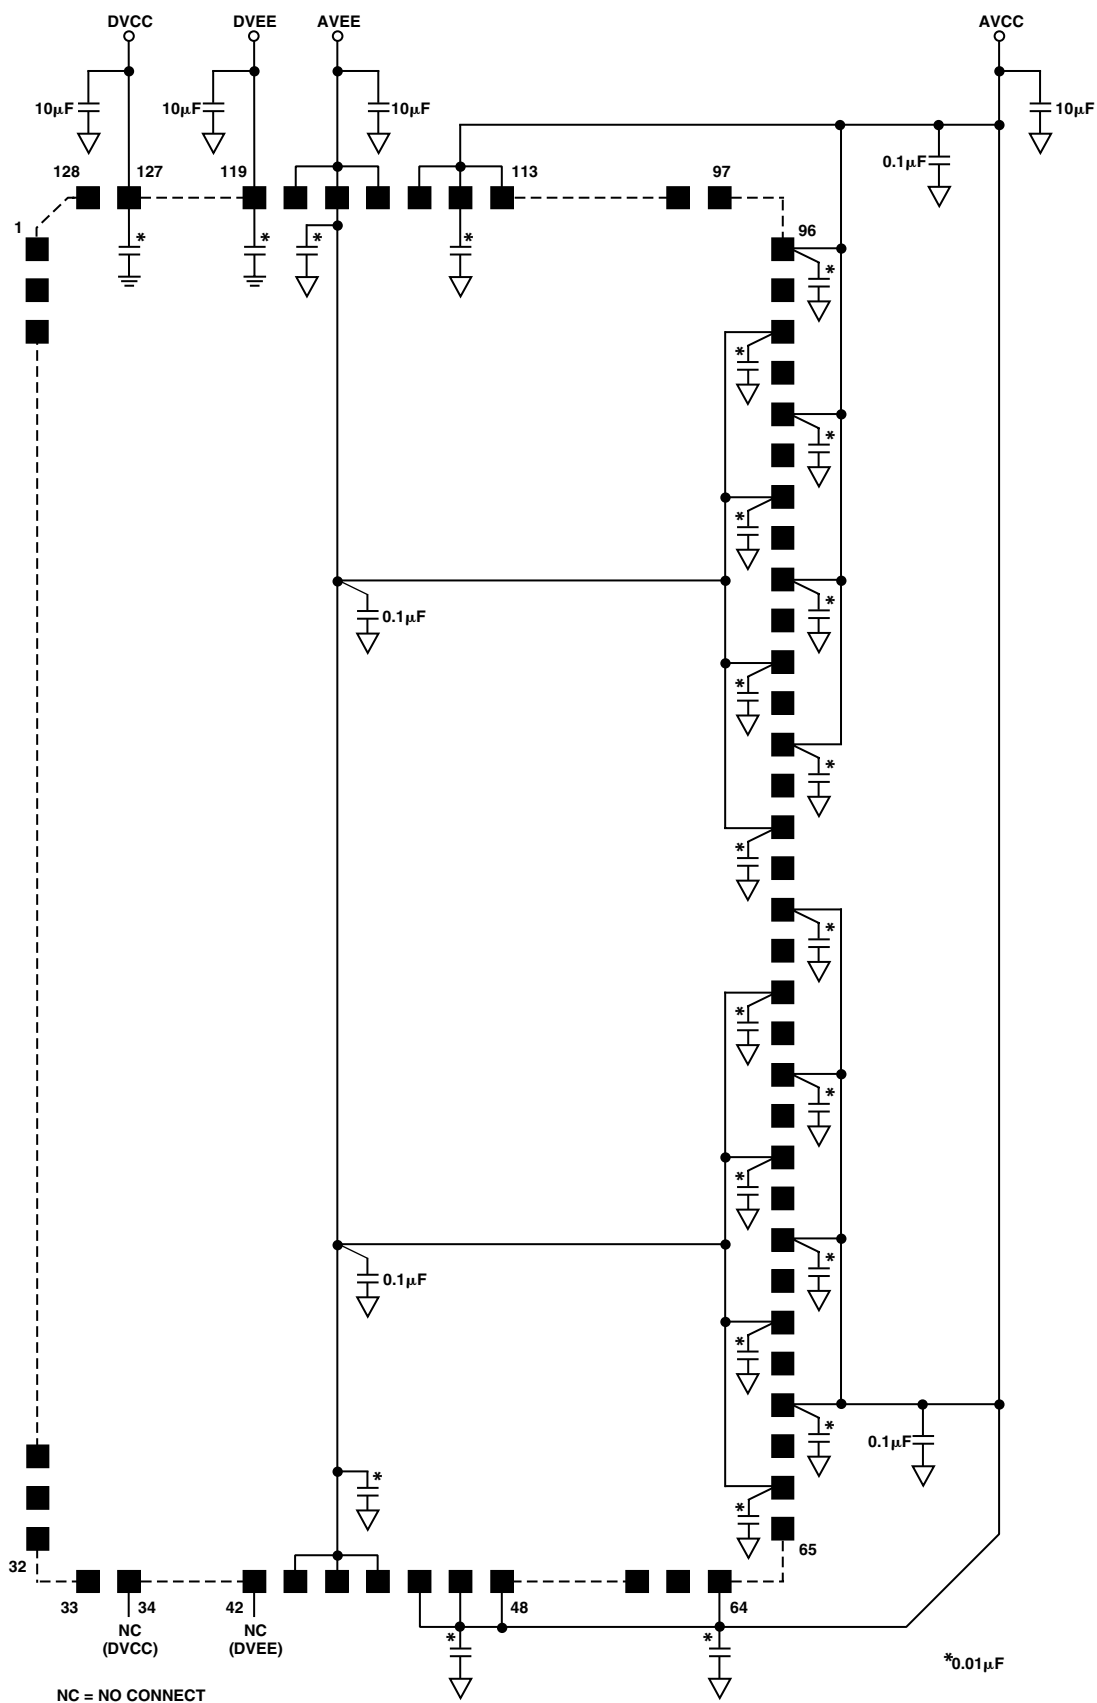 DVCC DVEE AVEE AVCC
10μF 10μF 10μF 10μF
0.1μF
128 127 119 113 97
1 96
* * * *
*
*
*
*
*
0.1μF
*
*
*
*
*
*
*
*
0.1μF
*
*
0.1μF
*
*
*
32 65
33 34 42 48 64
NC
(DVCC)
NC
(DVEE)
* *
*0.01μF
NC = NO CONNECT